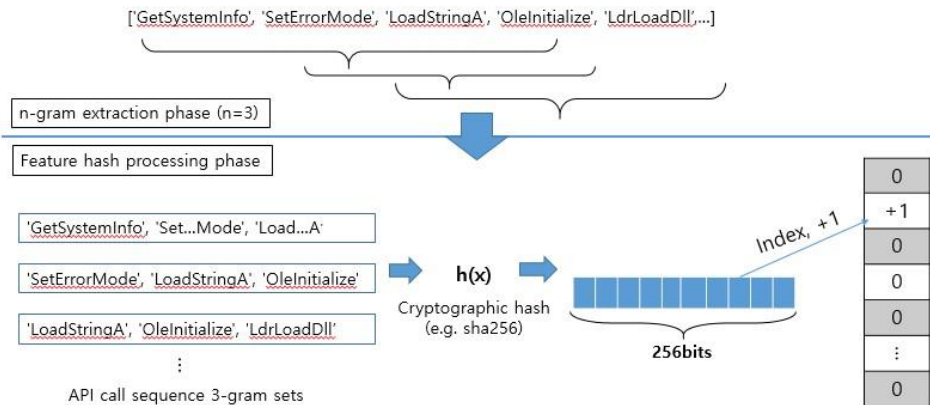 ['GetSystemInfo', 'SetErrorMode', 'LoadStringA', 'OleInitialize', 'LdrLoadDll',...]
n-gram extraction phase (n=3)
Feature hash processing phase
'GetSystemInfo', 'Set...Mode', 'Load...A'
'SetErrorMode', 'LoadStringA', 'OleInitialize'
'LoadStringA', 'OleInitialize', 'LdrLoadDll'
⋮
API call sequence 3-gram sets
h(x)
Cryptographic hash
(e.g. sha256)
256bits
Index, +1
0
+1
0
0
0
⋮
0